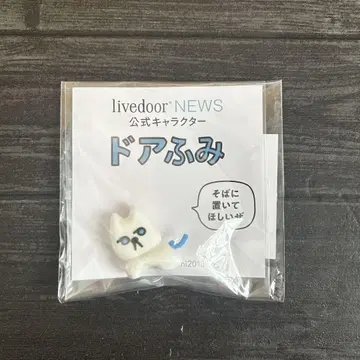 livedoor NEWS
公式キャラクター
ドアふみ
そばに
置いて
ほしいぜ